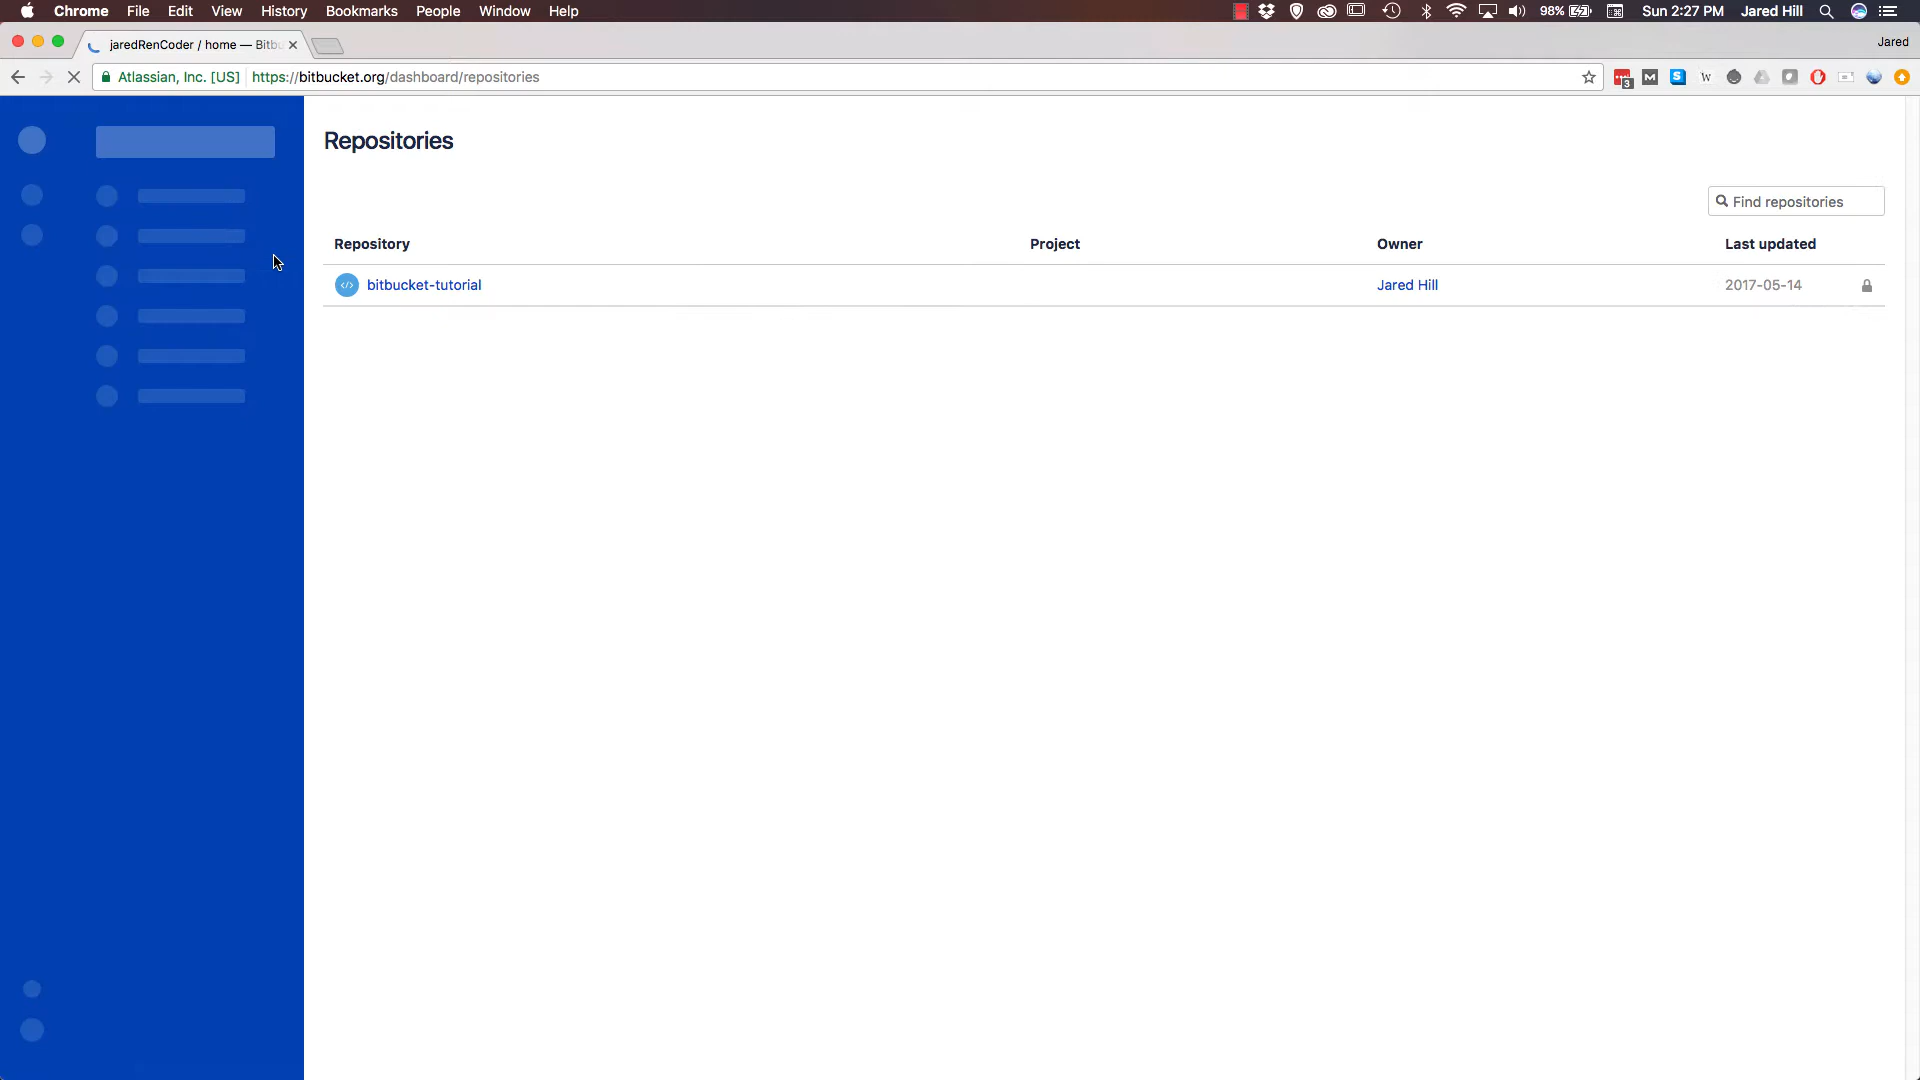 Chrome File Edit View History Bookmarks People Window Help 98% Sun 2:27 PM Jared Hill
jaredRenCoder / home — Bitb Jared
Atlassian, Inc. [US] https://bitbucket.org/dashboard/repositories 3 M S W
Repositories
Find repositories
Repository Project Owner Last updated
bitbucket-tutorial Jared Hill 2017-05-14